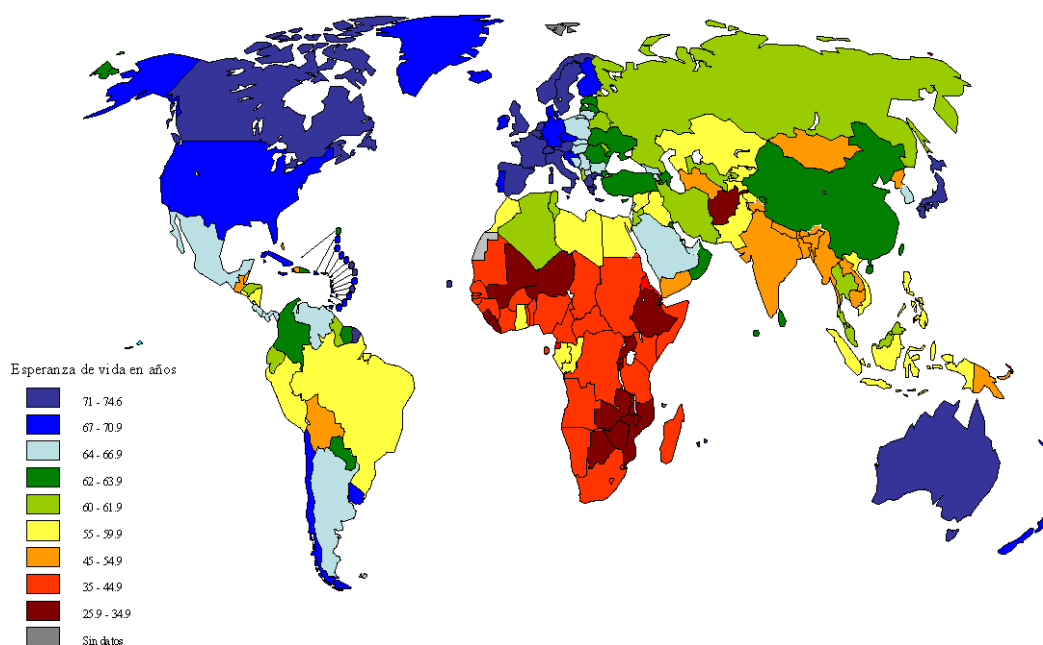 Esperanza de vida en años
71 - 74.6
67 - 70.9
64 - 66.9
62 - 63.9
60 - 61.9
55 - 59.9
45 - 54.9
35 - 44.9
25.9 - 34.9
Sin datos